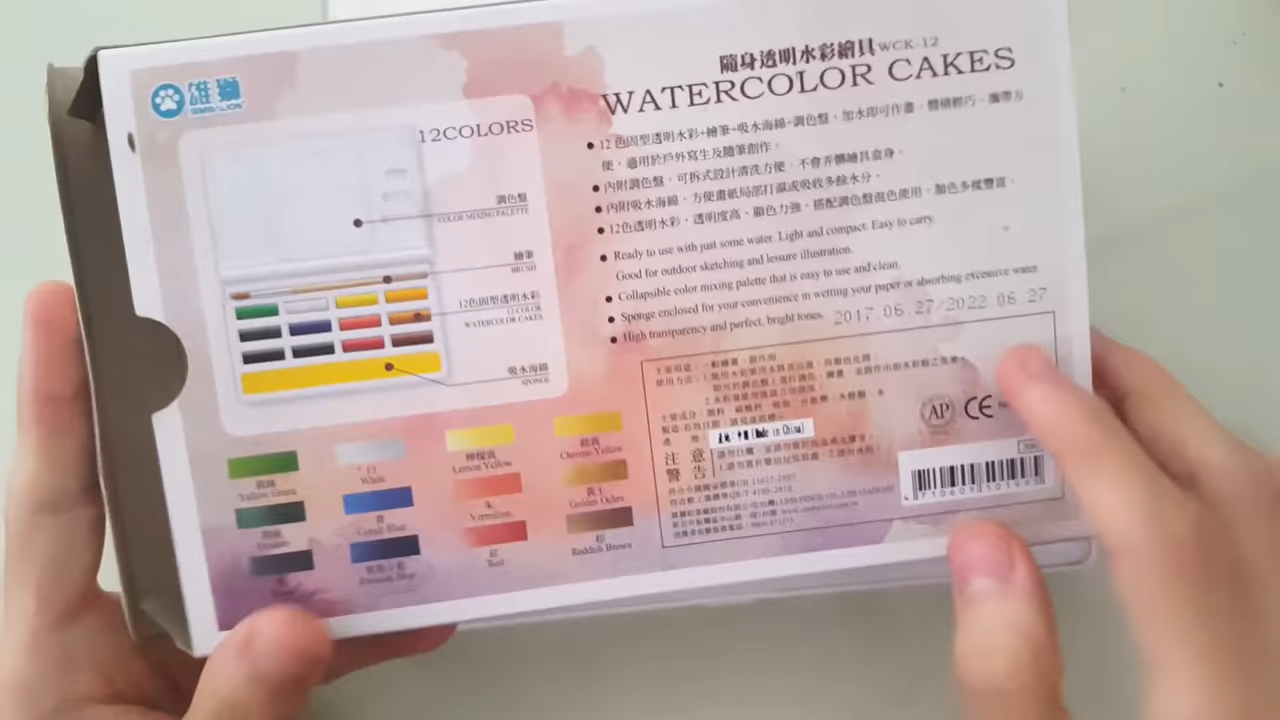 雄獅
隨身透明水彩繪具 WCK-12
WATERCOLOR CAKES
12COLORS
調色盤
COLOR MIXING PALETTE
繪筆
BRUSH
12色固型透明水彩
12-COLOR
WATERCOLOR CAKES
吸水海綿
SPONGE
● 12 色固型透明水彩+繪筆+吸水海綿+調色盤、加水即可作畫、體積輕巧、攜帶方
便，適用於戶外寫生及隨筆創作。
● 內附調色盤，可拆式設計清洗方便，不會弄髒繪具盒身。
● 內附吸水海綿，方便畫紙局部打濕或吸收多餘水分。
● 12色透明水彩，透明度高、顯色力強、搭配調色盤混色使用，顏色多樣豐富。
● Ready to use with just some water. Light and compact. Easy to carry.
Good for outdoor sketching and leisure illustration.
● Collapsible color mixing palette that is easy to use and clean.
● Sponge enclosed for your convenience in wetting your paper or absorbing excessive water
● High transparency and perfect, bright tones.
2017 06 27/2022 06 27
Yellow Green
白
White
檸檬黃
Lemon Yellow
鉻黃
Chrome Yellow
青
Cobalt Blue
朱
Vermilion
黃土
Golden Ochre
Prussian Blue
紅
Red
棕
Reddish Brown
產 地：
(Made in China)
注意
警告
AP CE
4710609501995